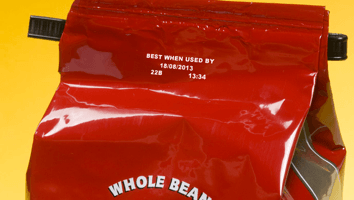 BEST WHEN USED BY
18/08/2013
22B 13:34
WHOLE BEAN